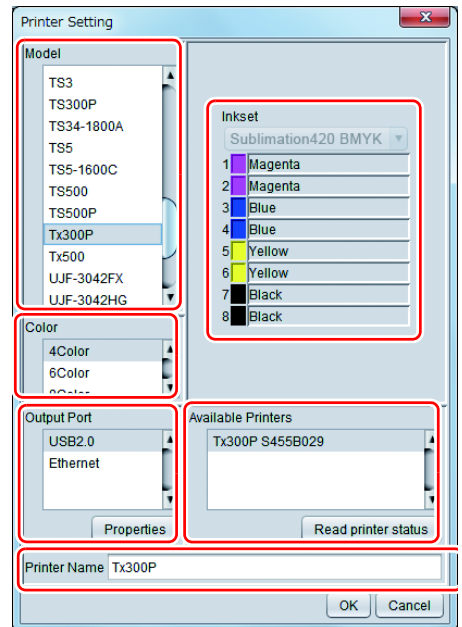 Printer Setting
Model
TS3
TS300P
TS34-1800A
TS5
TS5-1600C
TS500
TS500P
Tx300P
Tx500
UJF-3042FX
UJF-3042HG
Inkset
Sublimation420 BMYK
1 Magenta
2 Magenta
3 Blue
4 Blue
5 Yellow
6 Yellow
7 Black
8 Black
Color
4Color
6Color
Output Port
USB2.0
Ethernet
Properties
Available Printers
Tx300P S455B029
Read printer status
Printer Name Tx300P
OK Cancel